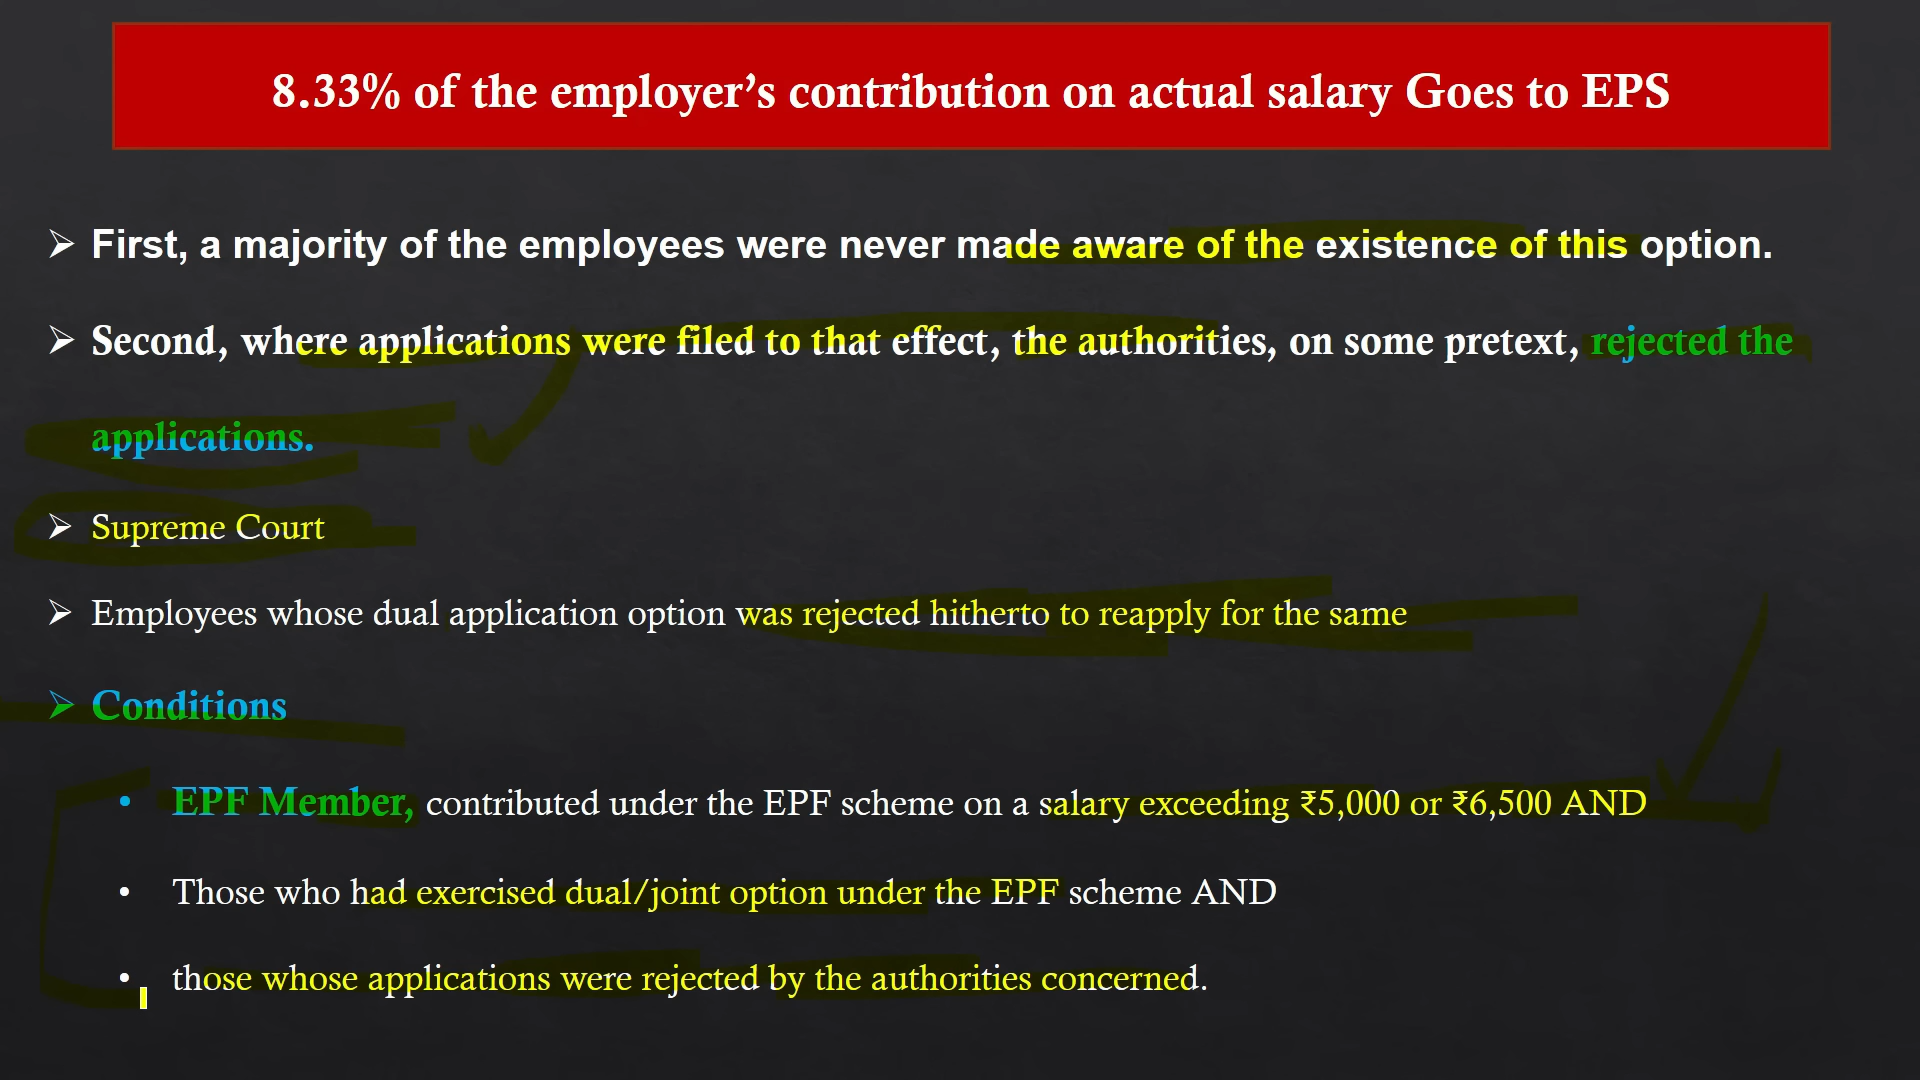 8.33% of the employer’s contribution on actual salary Goes to EPS
➢ First, a majority of the employees were never made aware of the existence of this option.
➢ Second, where applications were filed to that effect, the authorities, on some pretext, rejected the
applications.
➢ Supreme Court
➢ Employees whose dual application option was rejected hitherto to reapply for the same
➢ Conditions
• EPF Member, contributed under the EPF scheme on a salary exceeding ₹5,000 or ₹6,500 AND
• Those who had exercised dual/joint option under the EPF scheme AND
• those whose applications were rejected by the authorities concerned.